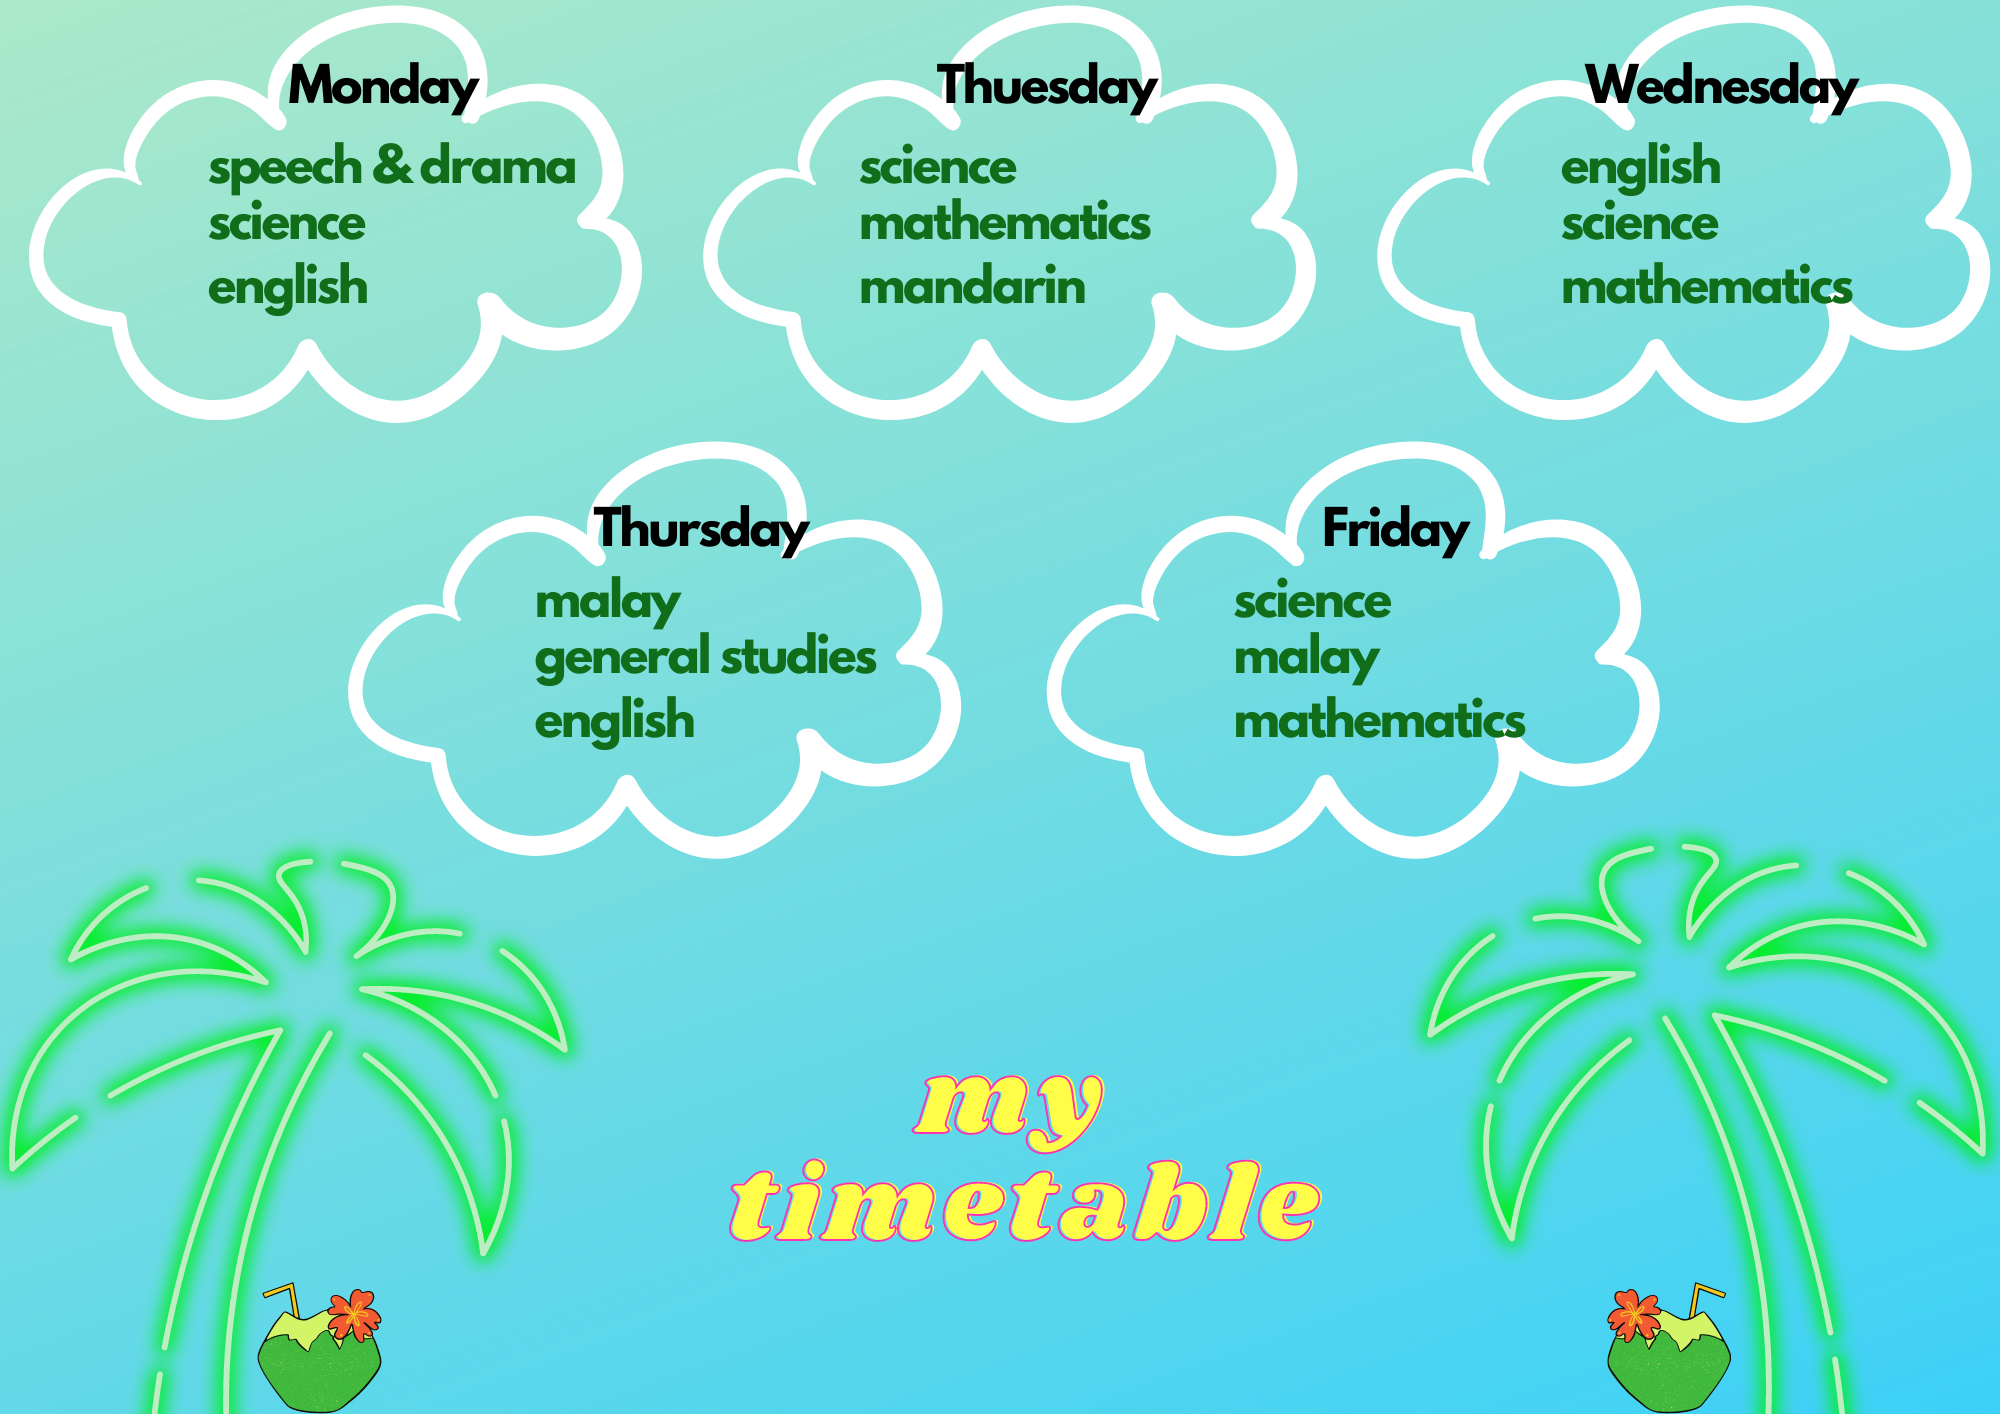 Monday
speech & drama
science
english
Thuesday
science
mathematics
mandarin
Wednesday
english
science
mathematics
Thursday
malay
general studies
english
Friday
science
malay
mathematics
my
timetable